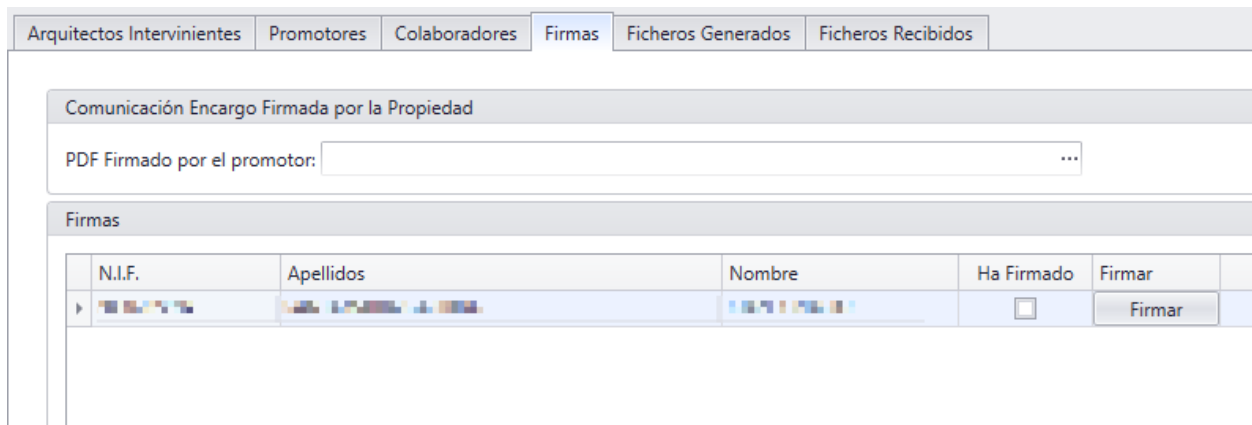 Arquitectos Intervinientes Promotores Colaboradores Firmas Ficheros Generados Ficheros Recibidos
Comunicación Encargo Firmada por la Propiedad
PDF Firmado por el promotor: ...
Firmas
N.I.F. Apellidos Nombre Ha Firmado Firmar
Firmar